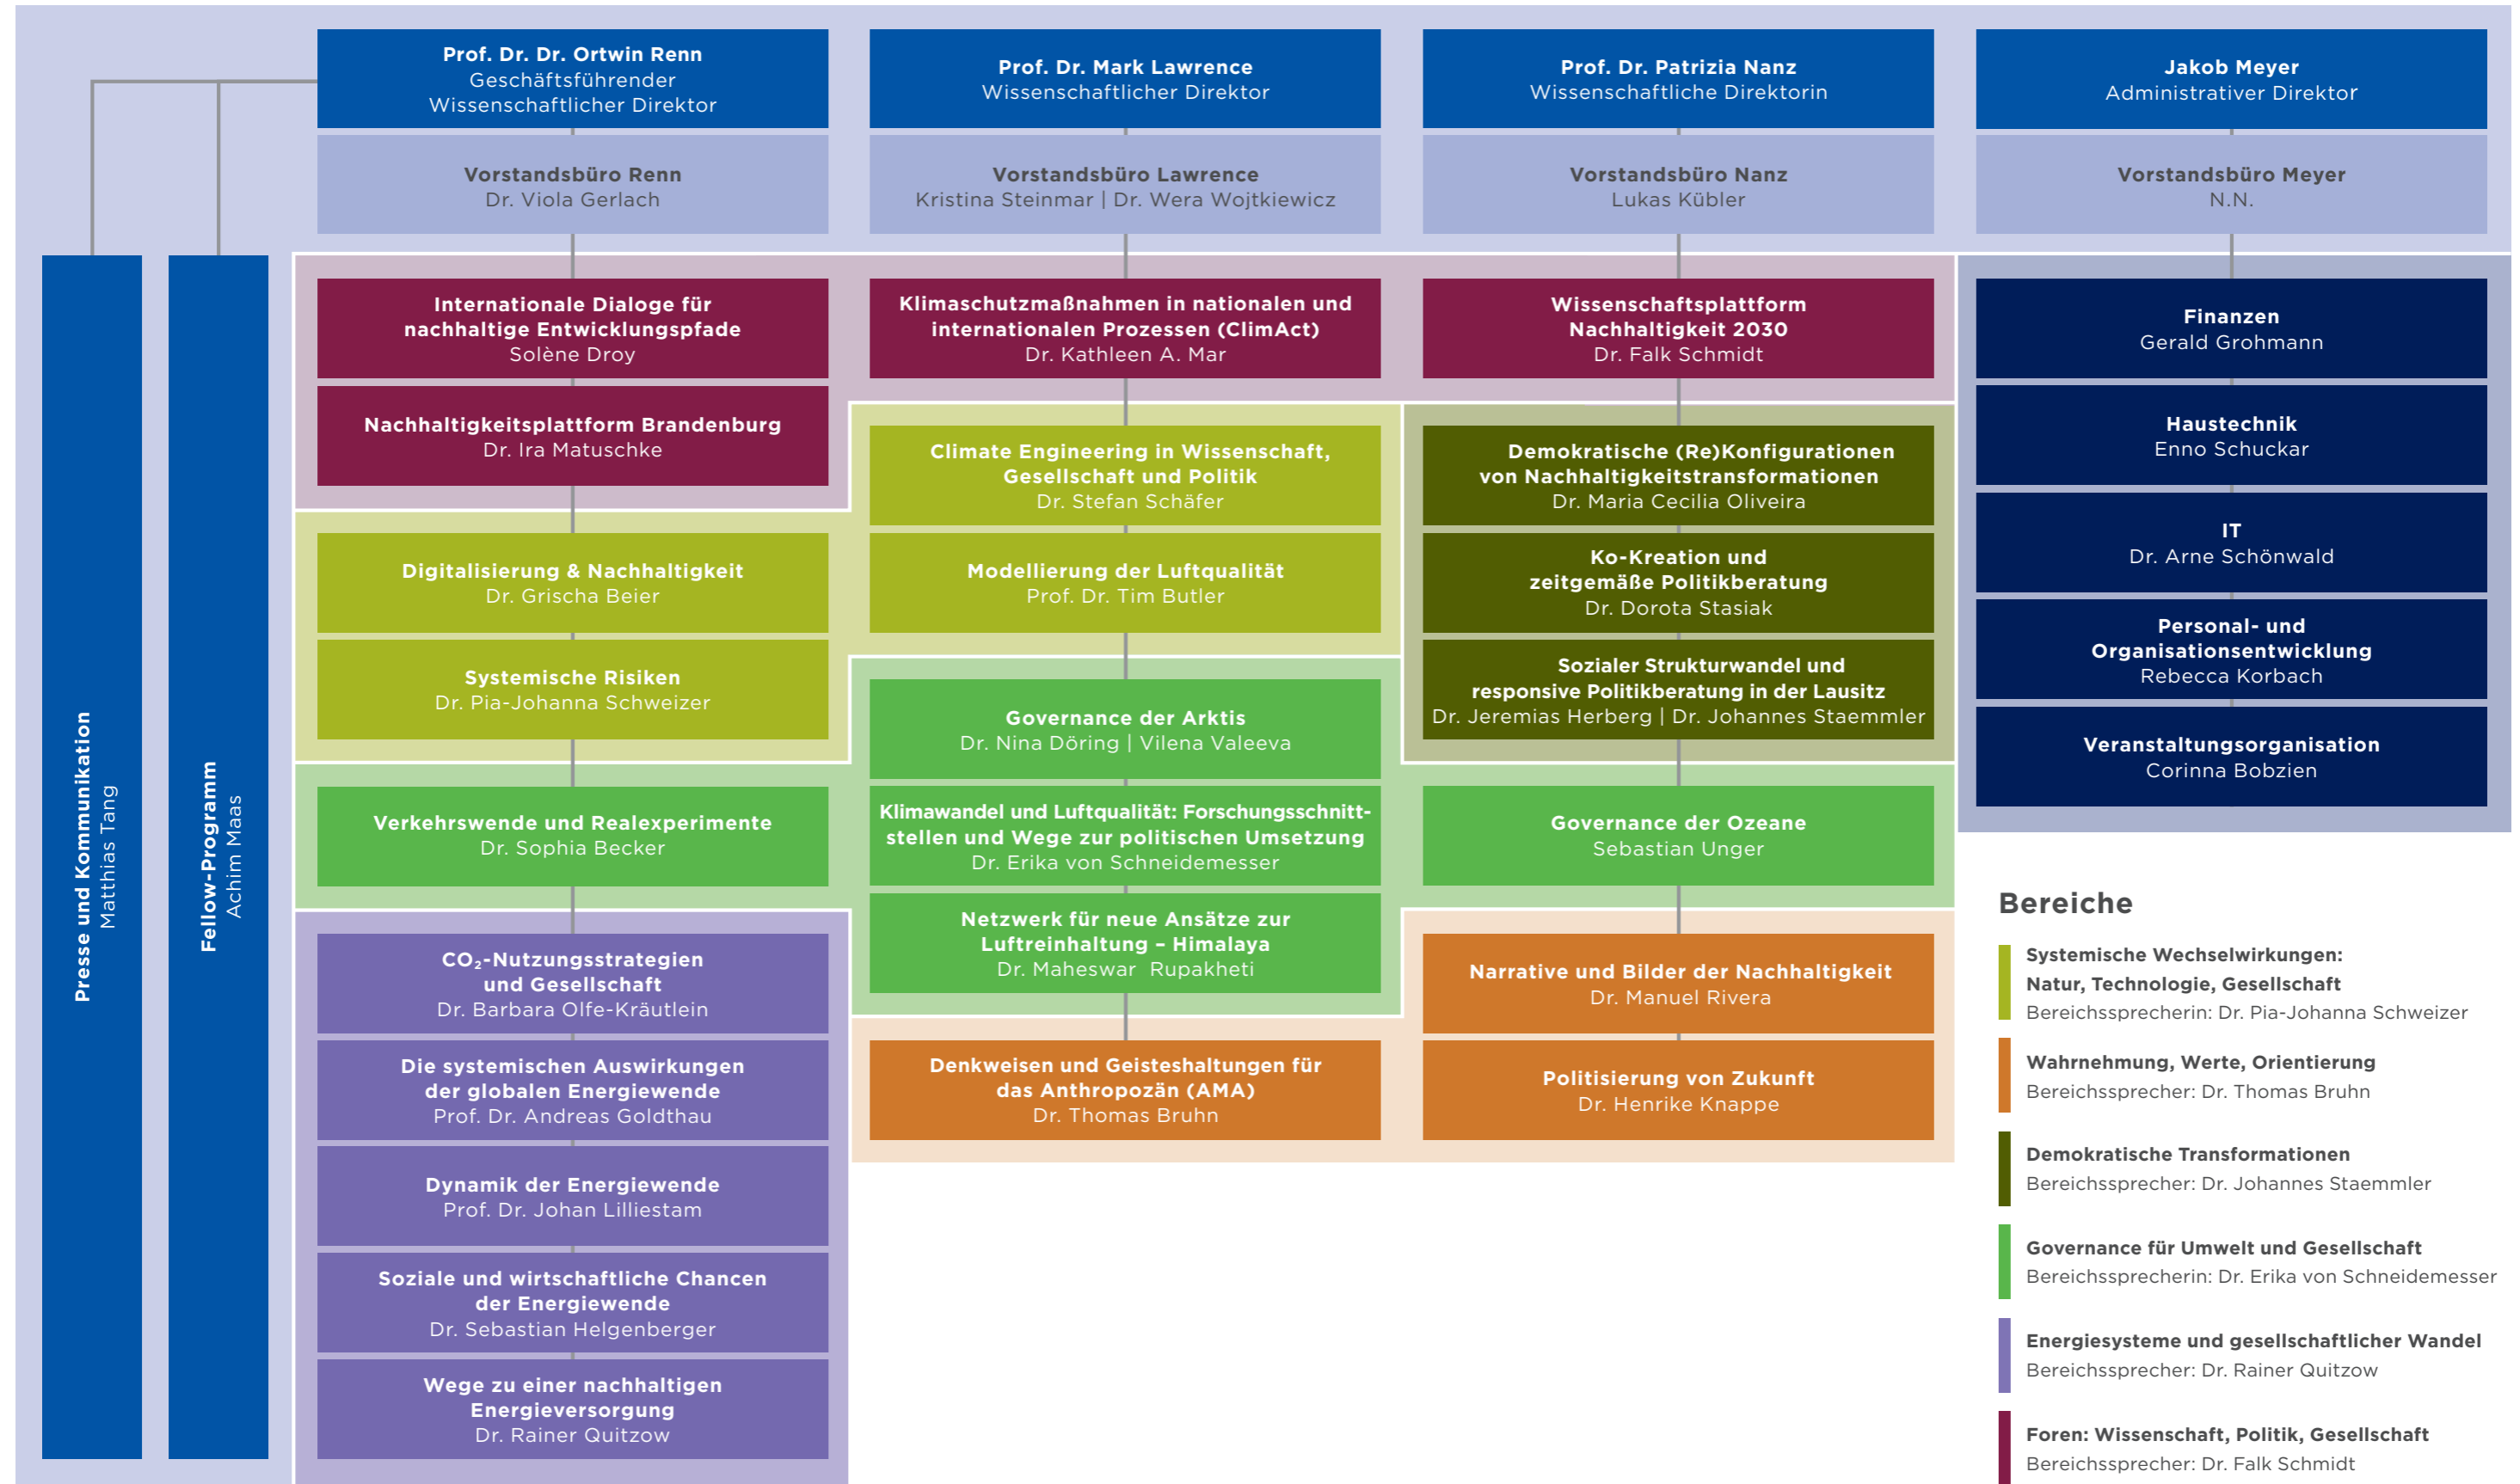 Prof. Dr. Dr. Ortwin Renn
Geschäftsführender
Wissenschaftlicher Direktor
Prof. Dr. Mark Lawrence
Wissenschaftlicher Direktor
Prof. Dr. Patrizia Nanz
Wissenschaftliche Direktorin
Jakob Meyer
Administrativer Direktor
Vorstandsbüro Renn
Dr. Viola Gerlach
Vorstandsbüro Lawrence
Kristina Steinmar | Dr. Wera Wojtkiewicz
Vorstandsbüro Nanz
Lukas Kübler
Vorstandsbüro Meyer
N.N.
Presse und Kommunikation
Matthias Tang
Fellow-Programm
Achim Maas
Internationale Dialoge für
nachhaltige Entwicklungspfade
Solène Droy
Nachhaltigkeitsplattform Brandenburg
Dr. Ira Matuschke
Digitalisierung & Nachhaltigkeit
Dr. Grischa Beier
Systemische Risiken
Dr. Pia-Johanna Schweizer
Verkehrswende und Realexperimente
Dr. Sophia Becker
CO₂-Nutzungsstrategien
und Gesellschaft
Dr. Barbara Olfe-Kräutlein
Die systemischen Auswirkungen
der globalen Energiewende
Prof. Dr. Andreas Goldthau
Dynamik der Energiewende
Prof. Dr. Johan Lilliestam
Soziale und wirtschaftliche Chancen
der Energiewende
Dr. Sebastian Helgenberger
Wege zu einer nachhaltigen
Energieversorgung
Dr. Rainer Quitzow
Klimaschutzmaßnahmen in nationalen und
internationalen Prozessen (ClimAct)
Dr. Kathleen A. Mar
Climate Engineering in Wissenschaft,
Gesellschaft und Politik
Dr. Stefan Schäfer
Modellierung der Luftqualität
Prof. Dr. Tim Butler
Governance der Arktis
Dr. Nina Döring | Vilena Valeeva
Klimawandel und Luftqualität: Forschungsschnitt-
stellen und Wege zur politischen Umsetzung
Dr. Erika von Schneidemesser
Netzwerk für neue Ansätze zur
Luftreinhaltung – Himalaya
Dr. Maheswar Rupakheti
Denkweisen und Geisteshaltungen für
das Anthropozän (AMA)
Dr. Thomas Bruhn
Wissenschaftsplattform
Nachhaltigkeit 2030
Dr. Falk Schmidt
Demokratische (Re)Konfigurationen
von Nachhaltigkeitstransformationen
Dr. Maria Cecilia Oliveira
Ko-Kreation und
zeitgemäße Politikberatung
Dr. Dorota Stasiak
Sozialer Strukturwandel und
responsive Politikberatung in der Lausitz
Dr. Jeremias Herberg | Dr. Johannes Staemmler
Governance der Ozeane
Sebastian Unger
Narrative und Bilder der Nachhaltigkeit
Dr. Manuel Rivera
Politisierung von Zukunft
Dr. Henrike Knappe
Finanzen
Gerald Grohmann
Haustechnik
Enno Schuckar
IT
Dr. Arne Schönwald
Personal- und
Organisationsentwicklung
Rebecca Korbach
Veranstaltungsorganisation
Corinna Bobzien
Bereiche
Systemische Wechselwirkungen:
Natur, Technologie, Gesellschaft
Bereichssprecherin: Dr. Pia-Johanna Schweizer
Wahrnehmung, Werte, Orientierung
Bereichssprecher: Dr. Thomas Bruhn
Demokratische Transformationen
Bereichssprecher: Dr. Johannes Staemmler
Governance für Umwelt und Gesellschaft
Bereichssprecherin: Dr. Erika von Schneidemesser
Energiesysteme und gesellschaftlicher Wandel
Bereichssprecher: Dr. Rainer Quitzow
Foren: Wissenschaft, Politik, Gesellschaft
Bereichssprecher: Dr. Falk Schmidt